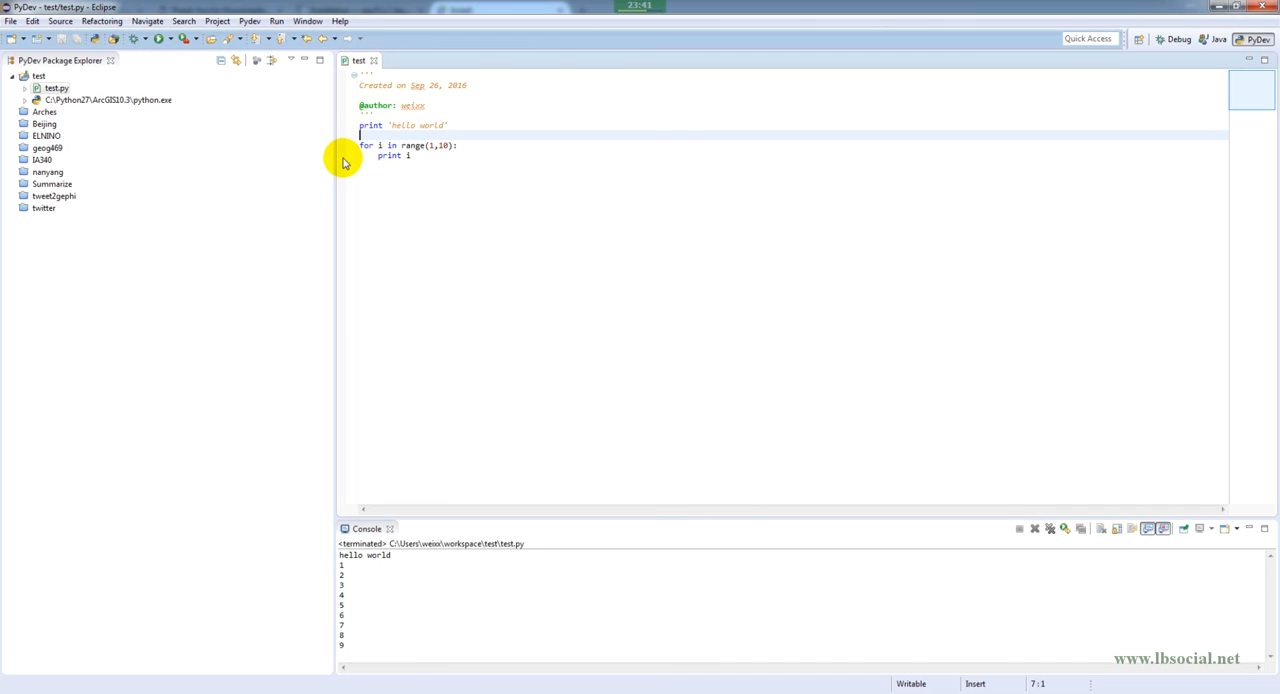 PyDev - test/test.py - Eclipse
23:41
File Edit Source Refactoring Navigate Search Project Pydev Run Window Help
Quick Access
Debug Java PyDev
PyDev Package Explorer
test
test.py
C:\Python27\ArcGIS10.3\python.exe
Arches
Beijing
ELNINO
geog469
IA340
nanyang
Summarize
tweet2gephi
twitter
test
'''
Created on Sep 26, 2016
@author: weixx
'''
print 'hello world'
for i in range(1,10):
print i
Console
<terminated> C:\Users\weixx\workspace\test\test.py
hello world
1
2
3
4
5
6
7
8
9
www.lbsocial.net
Writable Insert 7 : 1